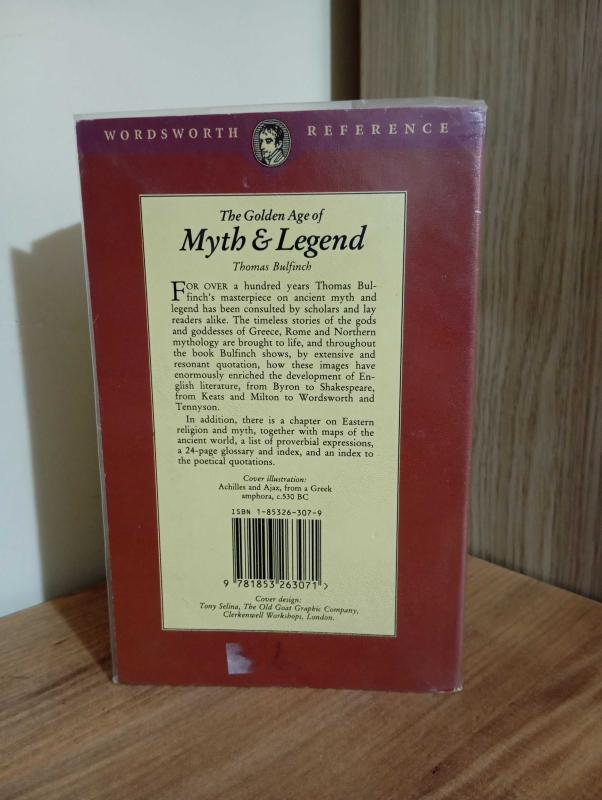 WORDSWORTH REFERENCE
The Golden Age of
Myth & Legend
Thomas Bulfinch
FOR OVER a hundred years Thomas Bul-
finch's masterpiece on ancient myth and
legend has been consulted by scholars and lay
readers alike. The timeless stories of the gods
and goddesses of Greece, Rome and Northern
mythology are brought to life, and throughout
the book Bulfinch shows, by extensive and
resonant quotation, how these images have
enormously enriched the development of En-
glish literature, from Byron to Shakespeare,
from Keats and Milton to Wordsworth and
Tennyson.
In addition, there is a chapter on Eastern
religion and myth, together with maps of the
ancient world, a list of proverbial expressions,
a 24-page glossary and index, and an index to
the poetical quotations.
Cover illustration:
Achilles and Ajax, from a Greek
amphora, c.530 BC
ISBN 1-85326-307-9
9 781853 263071 >
Cover design:
Tony Selina, The Old Goat Graphic Company,
Clerkenwell Workshops, London.